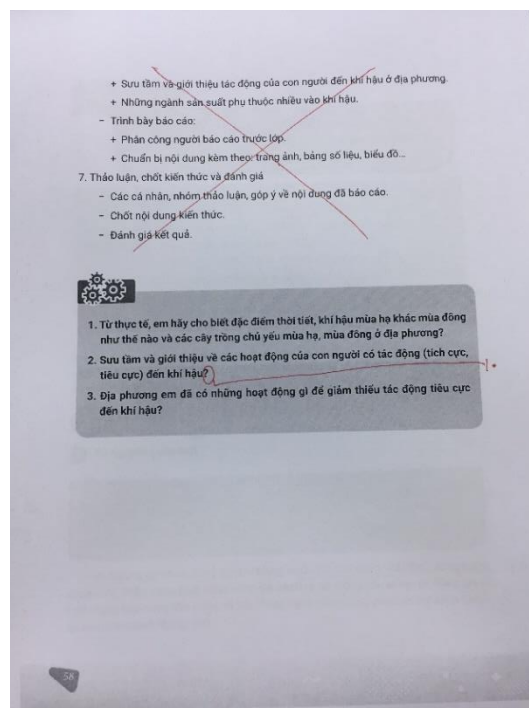 + Sưu tầm và giới thiệu tác động của con người đến khí hậu ở địa phương.
+ Những ngành sản suất phụ thuộc nhiều vào khí hậu.
- Trình bày báo cáo:
+ Phân công người báo cáo trước lớp.
+ Chuẩn bị nội dung kèm theo: trang ảnh, bảng số liệu, biểu đồ...
7. Thảo luận, chốt kiến thức và đánh giá
- Các cá nhân, nhóm thảo luận, góp ý về nội dung đã báo cáo.
- Chốt nội dung kiến thức.
- Đánh giá kết quả.
1. Từ thực tế, em hãy cho biết đặc điểm thời tiết, khí hậu mùa hạ khác mùa đông
như thế nào và các cây trồng chủ yếu mùa hạ, mùa đông ở địa phương?
2. Sưu tầm và giới thiệu về các hoạt động của con người có tác động (tích cực,
tiêu cực) đến khí hậu?
3. Địa phương em đã có những hoạt động gì để giảm thiểu tác động tiêu cực
đến khí hậu?
58